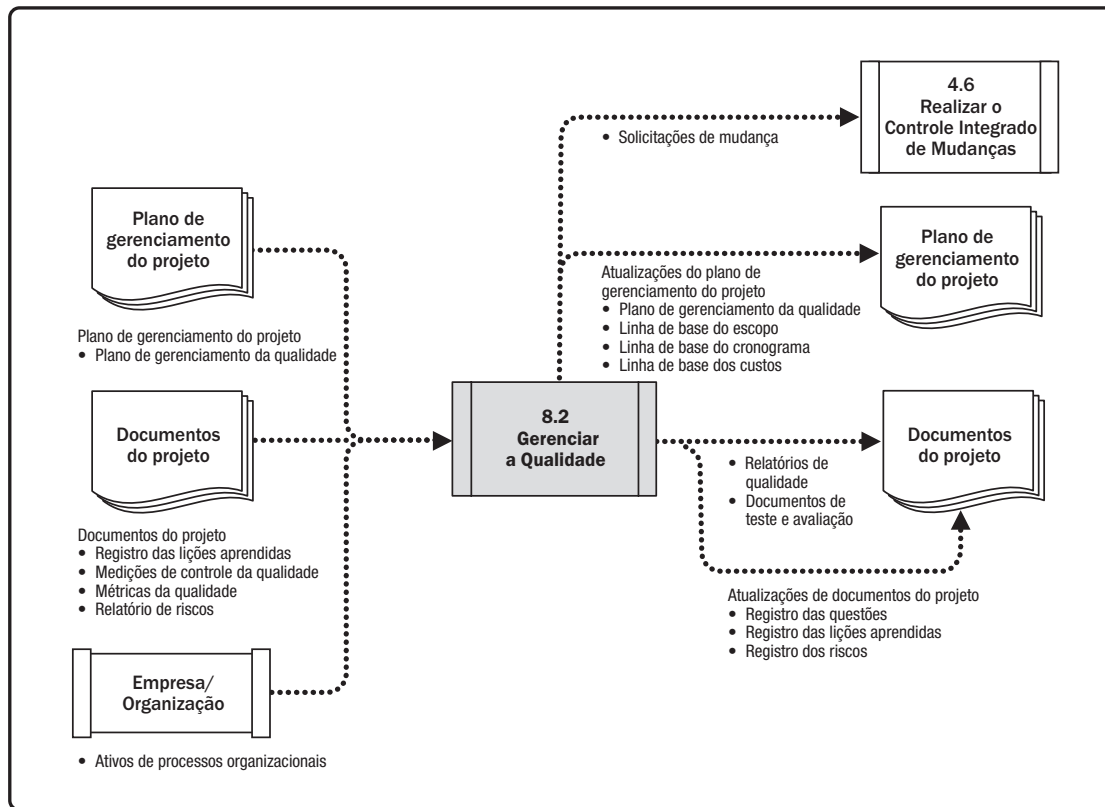 4.6
Realizar o
Controle Integrado
de Mudanças
• Solicitações de mudança
Plano de
gerenciamento
do projeto
Plano de gerenciamento do projeto
• Plano de gerenciamento da qualidade
Plano de
gerenciamento
do projeto
Atualizações do plano de
gerenciamento do projeto
• Plano de gerenciamento da qualidade
• Linha de base do escopo
• Linha de base do cronograma
• Linha de base dos custos
Documentos
do projeto
Documentos do projeto
• Registro das lições aprendidas
• Medições de controle da qualidade
• Métricas da qualidade
• Relatório de riscos
8.2
Gerenciar
a Qualidade
Documentos
do projeto
• Relatórios de
qualidade
• Documentos de
teste e avaliação
Atualizações de documentos do projeto
• Registro das questões
• Registro das lições aprendidas
• Registro dos riscos
Empresa/
Organização
• Ativos de processos organizacionais